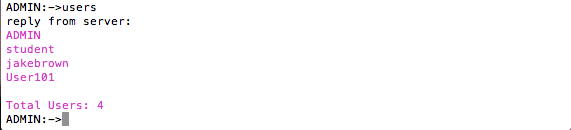 ADMIN:->users
reply from server:
ADMIN
student
jakebrown
User101
Total Users: 4
ADMIN:->